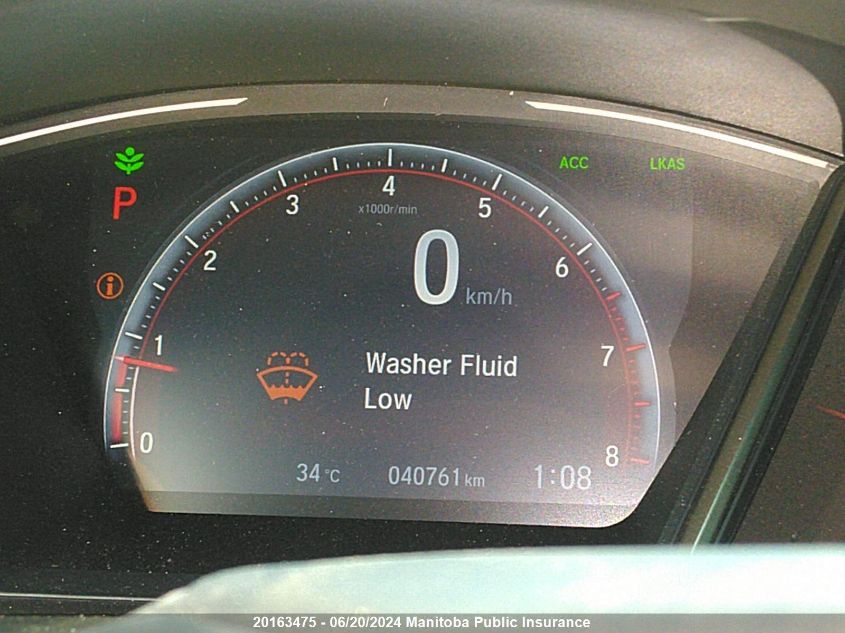 ACC LKAS
P
4
3 5
x1000r/min
2 0 6
km/h
i
1 7
Washer Fluid
Low
0 8
34 °C 040761 km 1:08
20163475 - 06/20/2024 Manitoba Public Insurance